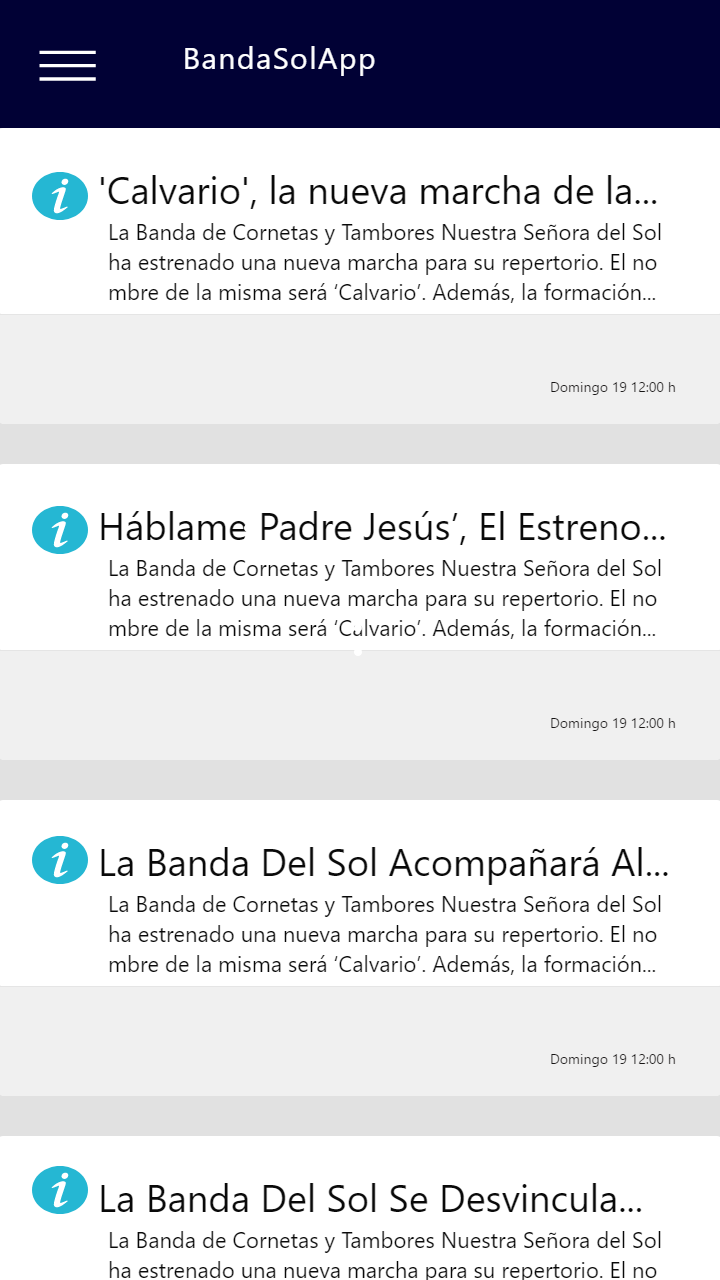 BandaSolApp
'Calvario', la nueva marcha de la...
La Banda de Cornetas y Tambores Nuestra Señora del Sol
ha estrenado una nueva marcha para su repertorio. El no
mbre de la misma será ‘Calvario’. Además, la formación...
Domingo 19 12:00 h
Háblame Padre Jesús’, El Estreno...
La Banda de Cornetas y Tambores Nuestra Señora del Sol
ha estrenado una nueva marcha para su repertorio. El no
mbre de la misma será ‘Calvario’. Además, la formación...
Domingo 19 12:00 h
La Banda Del Sol Acompañará Al...
La Banda de Cornetas y Tambores Nuestra Señora del Sol
ha estrenado una nueva marcha para su repertorio. El no
mbre de la misma será ‘Calvario’. Además, la formación...
Domingo 19 12:00 h
La Banda Del Sol Se Desvincula...
La Banda de Cornetas y Tambores Nuestra Señora del Sol
ha estrenado una nueva marcha para su repertorio. El no